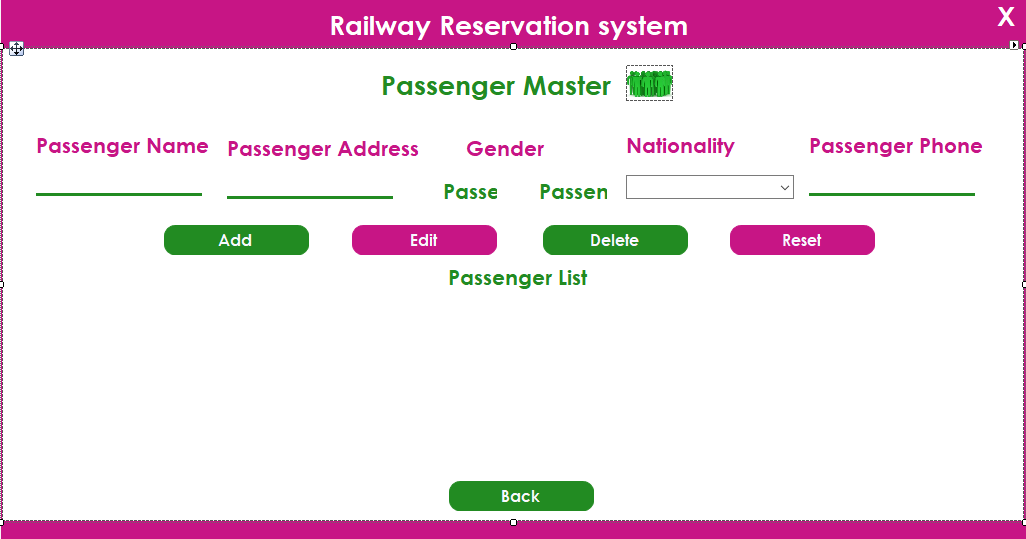 Railway Reservation system
X
Passenger Master
Passenger Name Passenger Address Gender Nationality Passenger Phone
Passe Passen
Add Edit Delete Reset
Passenger List
Back